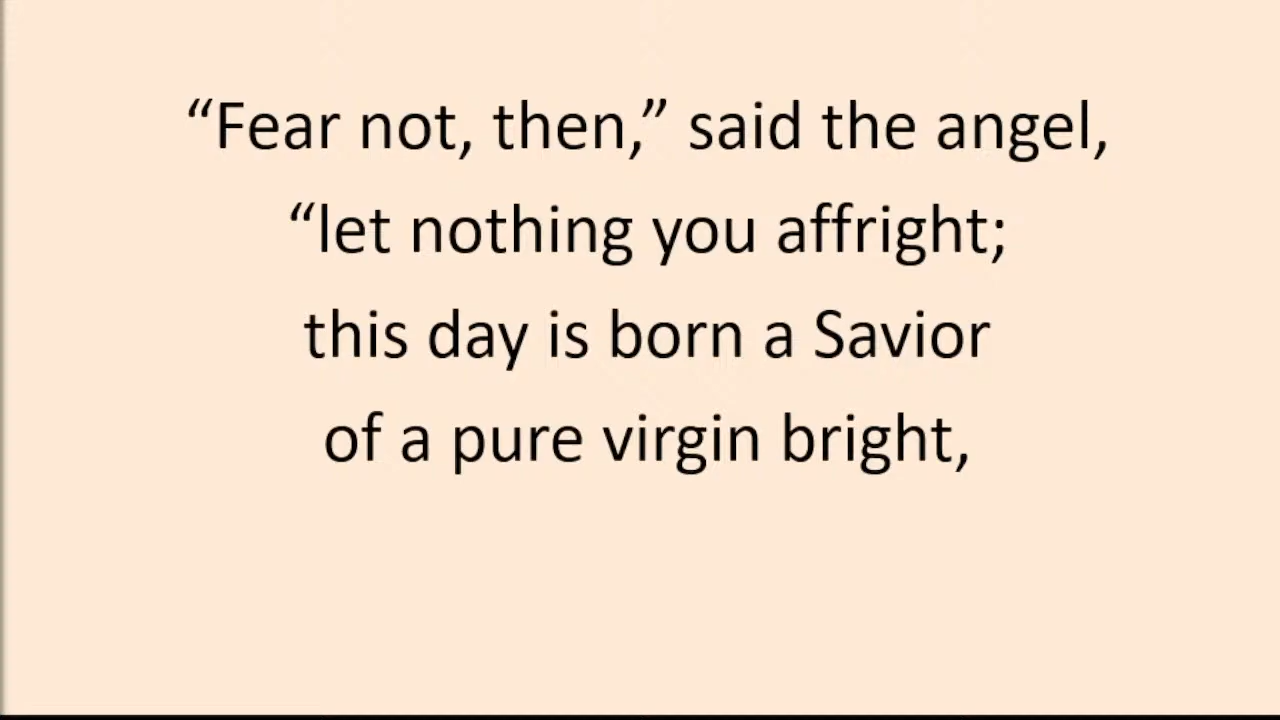 “Fear not, then,” said the angel,
“let nothing you affright;
this day is born a Savior
of a pure virgin bright,